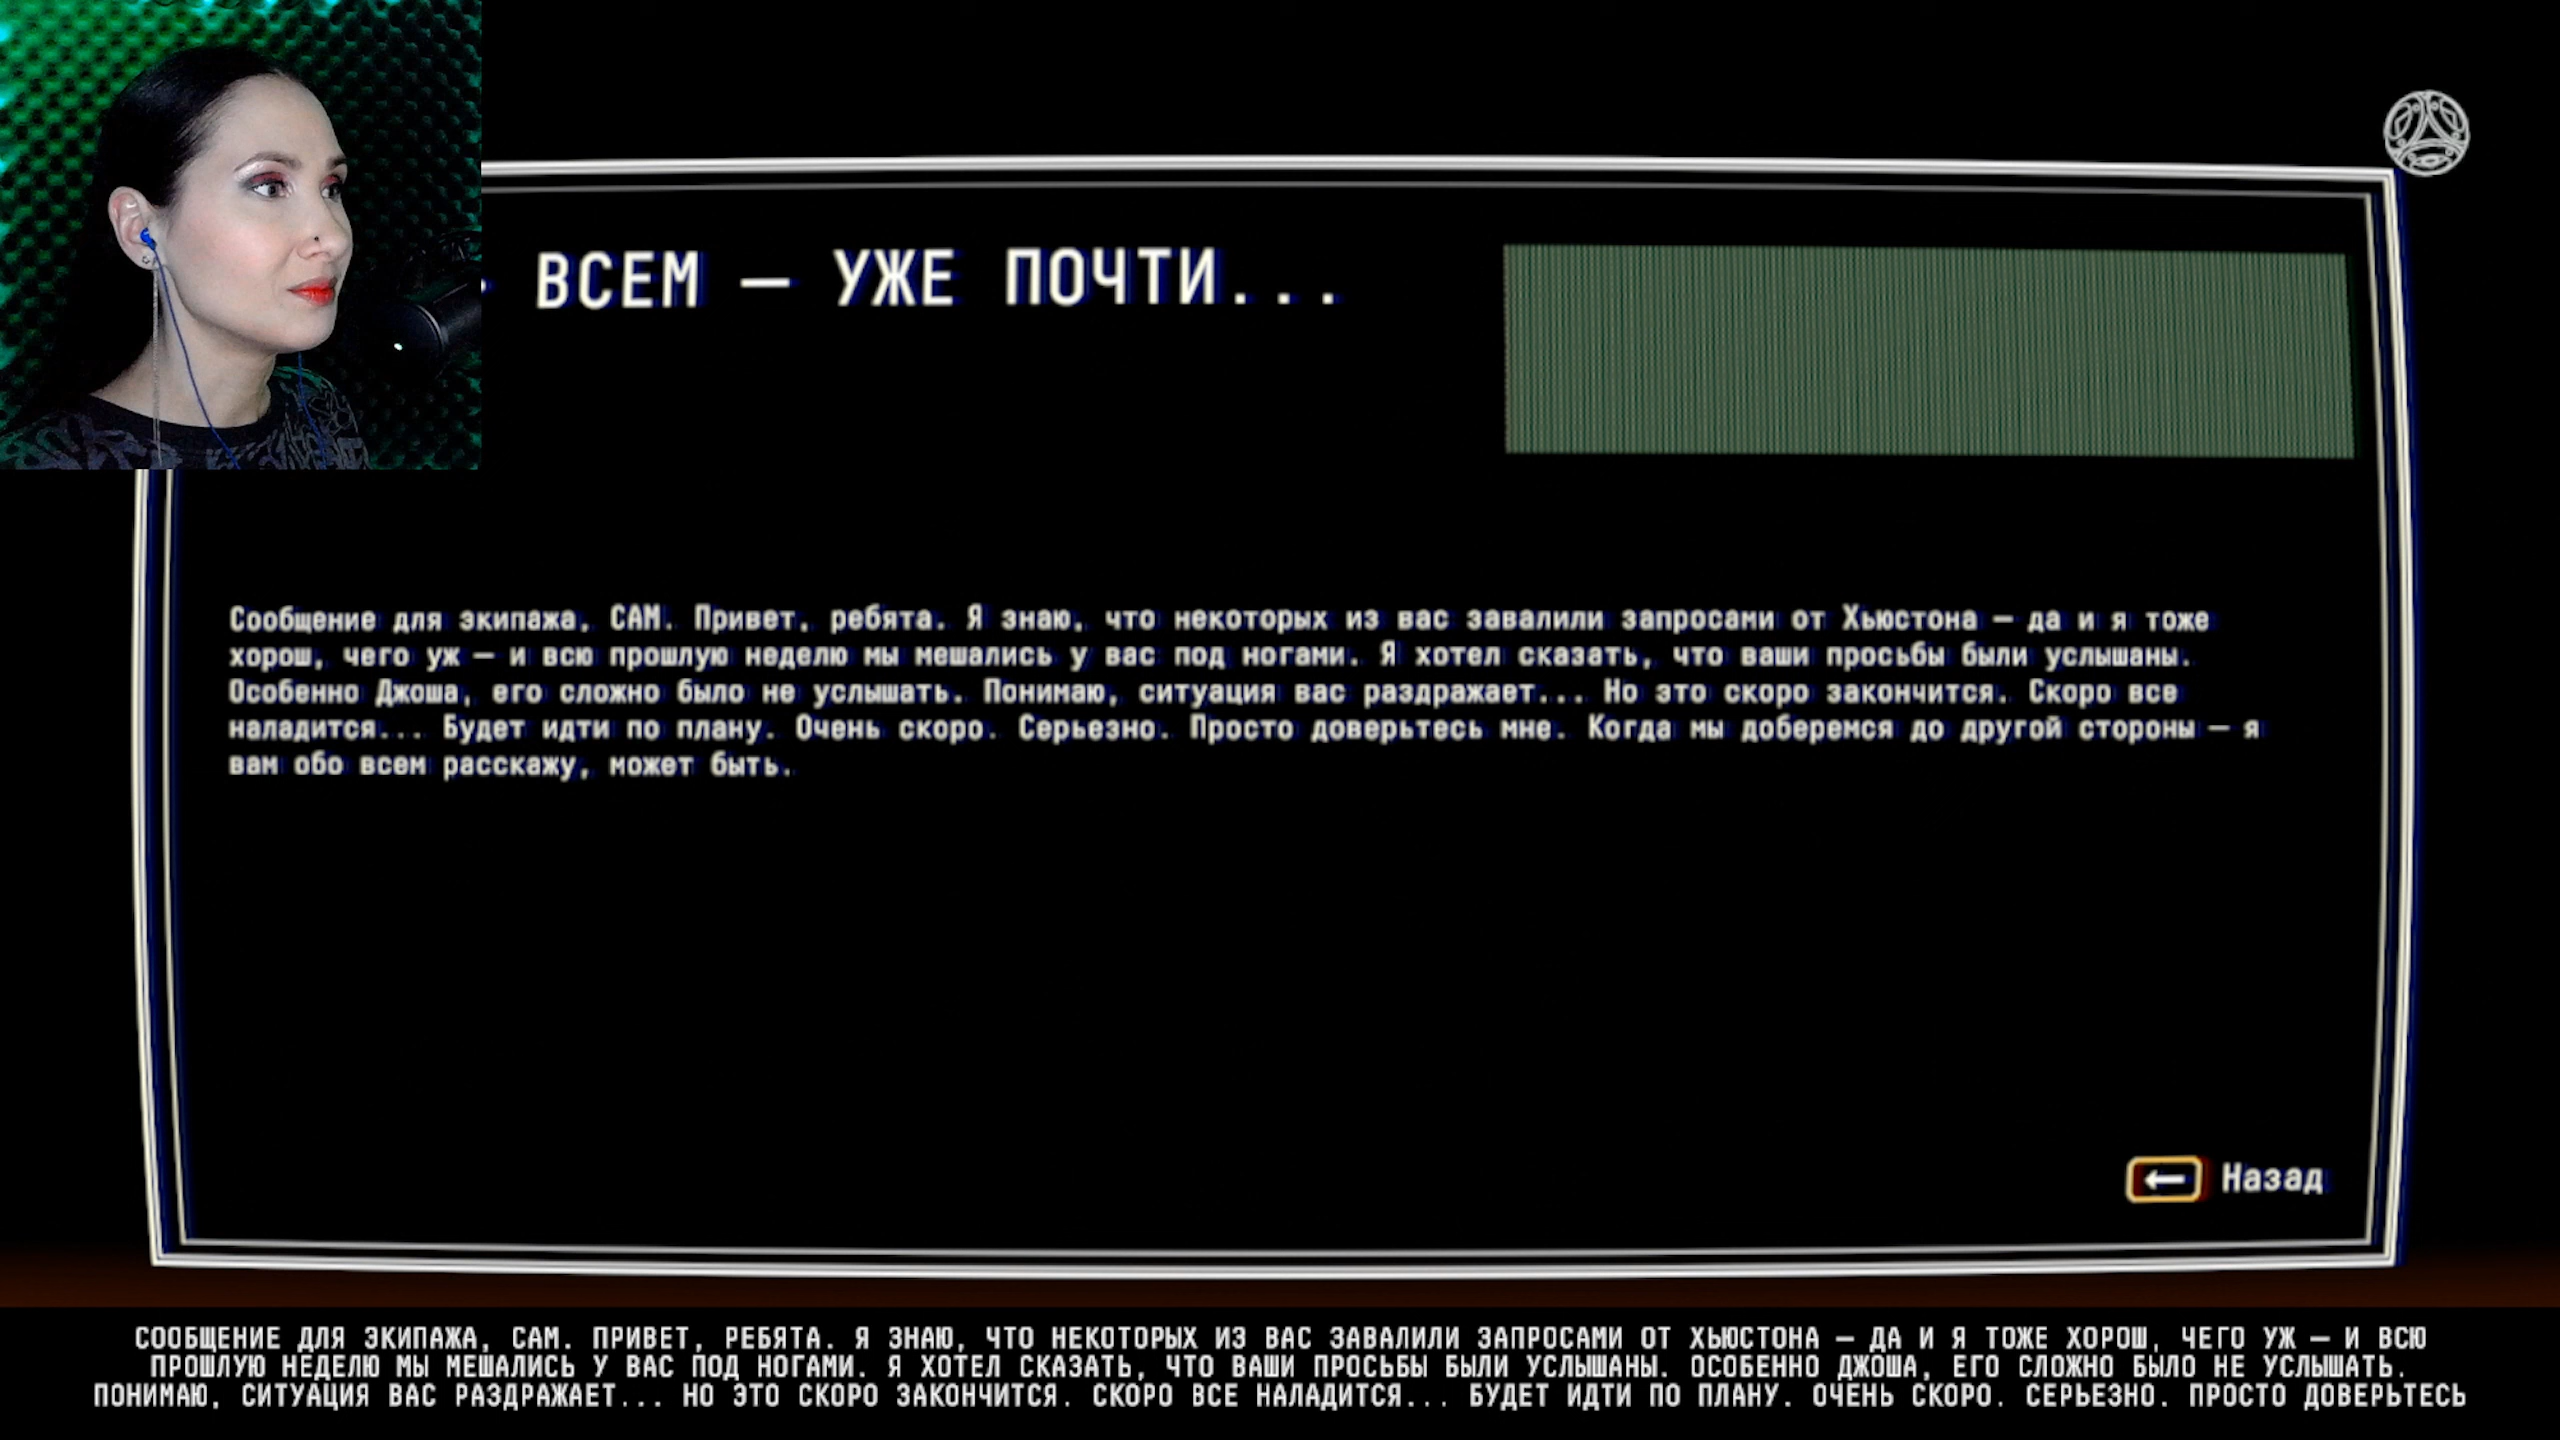 ВСЕМ — УЖЕ ПОЧТИ...
Сообщение для экипажа, САМ. Привет, ребята. Я знаю, что некоторых из вас завалили запросами от Хьюстона — да и я тоже
хорош, чего уж — и всю прошлую неделю мы мешались у вас под ногами. Я хотел сказать, что ваши просьбы были услышаны.
Особенно Джоша, его сложно было не услышать. Понимаю, ситуация вас раздражает... Но это скоро закончится. Скоро все
наладится... Будет идти по плану. Очень скоро. Серьезно. Просто доверьтесь мне. Когда мы доберемся до другой стороны — я
вам обо всем расскажу, может быть.
Назад
СООБЩЕНИЕ ДЛЯ ЭКИПАЖА, САМ. ПРИВЕТ, РЕБЯТА. Я ЗНАЮ, ЧТО НЕКОТОРЫХ ИЗ ВАС ЗАВАЛИЛИ ЗАПРОСАМИ ОТ ХЬЮСТОНА — ДА И Я ТОЖЕ ХОРОШ, ЧЕГО УЖ — И ВСЮ
ПРОШЛУЮ НЕДЕЛЮ МЫ МЕШАЛИСЬ У ВАС ПОД НОГАМИ. Я ХОТЕЛ СКАЗАТЬ, ЧТО ВАШИ ПРОСЬБЫ БЫЛИ УСЛЫШАНЫ. ОСОБЕННО ДЖОША, ЕГО СЛОЖНО БЫЛО НЕ УСЛЫШАТЬ.
ПОНИМАЮ, СИТУАЦИЯ ВАС РАЗДРАЖАЕТ... НО ЭТО СКОРО ЗАКОНЧИТСЯ. СКОРО ВСЕ НАЛАДИТСЯ... БУДЕТ ИДТИ ПО ПЛАНУ. ОЧЕНЬ СКОРО. СЕРЬЕЗНО. ПРОСТО ДОВЕРЬТЕСЬ